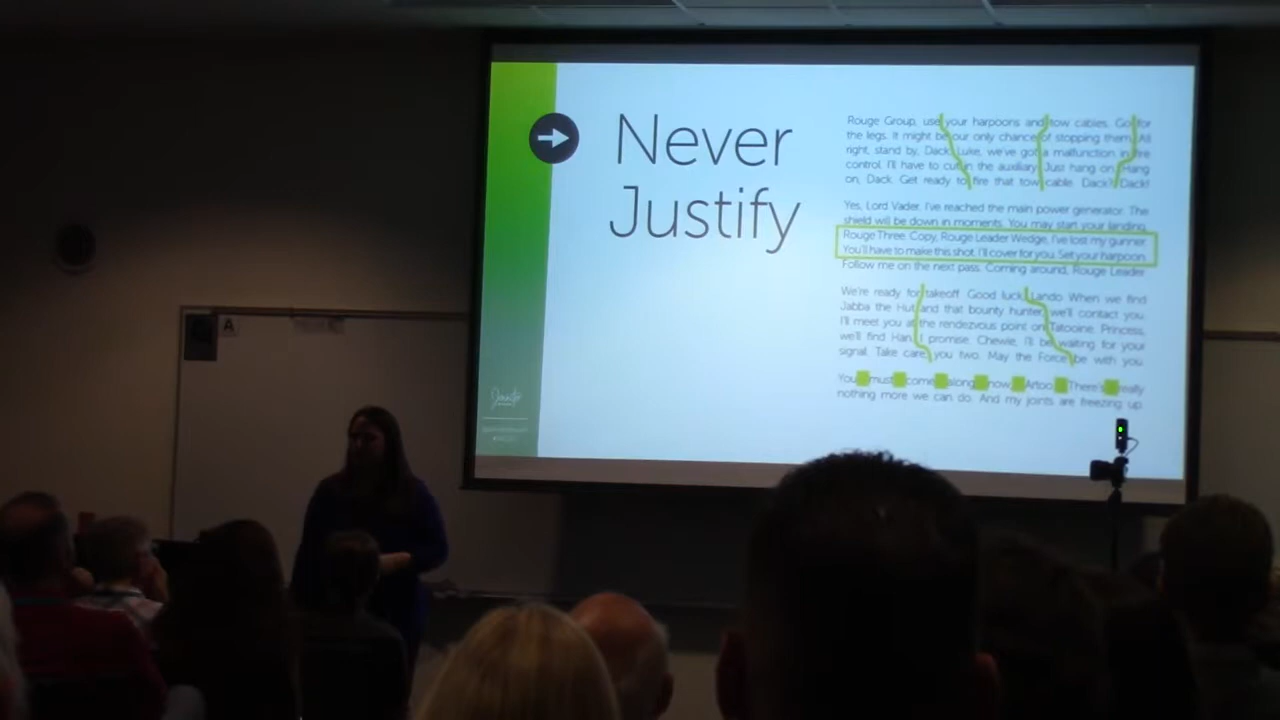 Never
Justify
Rouge Group, use your harpoons and tow cables. Go for
the legs. It might be our only chance of stopping them. All
right, stand by, Dack. Luke, we've got a malfunction in fire
control. I'll have to cut in the auxiliary. Just hang on. Hang
on, Dack. Get ready to fire that tow cable. Dack? Dack!
Yes, Lord Vader. I've reached the main power generator. The
shield will be down in moments. You may start your landing.
Rouge Three. Copy, Rouge Leader Wedge, I've lost my gunner.
You'll have to make this shot. I'll cover for you. Set your harpoon.
Follow me on the next pass. Coming around, Rouge Leader
We're ready for takeoff. Good luck, Lando When we find
Jabba the Hut and that bounty hunter, we'll contact you.
I'll meet you at the rendezvous point on Tatooine. Princess,
we'll find Han. I promise. Chewie, I'll be waiting for your
signal. Take care, you two. May the Force be with you.
You must come along now, Artoo. There's really
nothing more we can do. And my joints are freezing up.
A